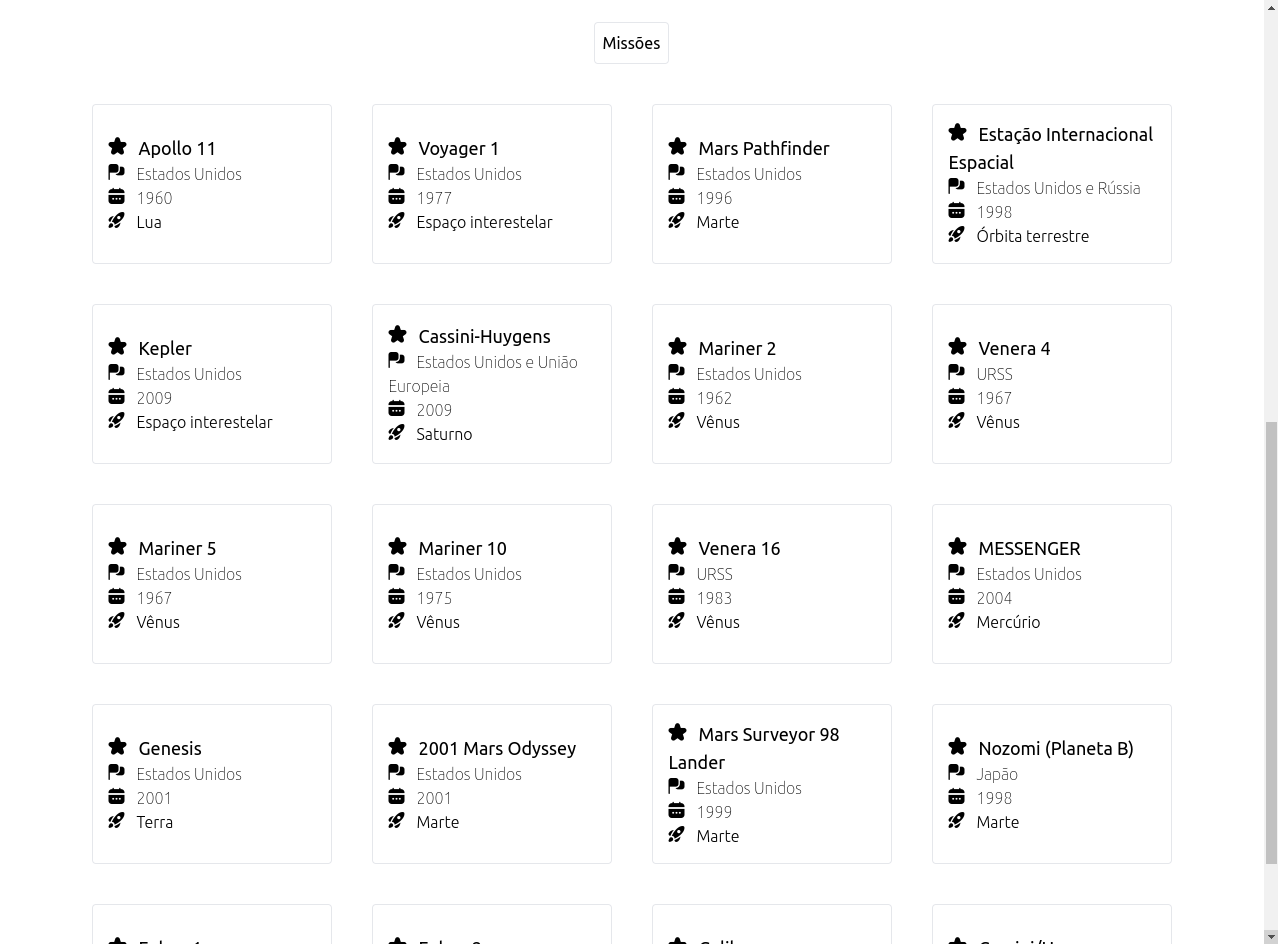 Missões
Apollo 11
Estados Unidos
1960
Lua
Voyager 1
Estados Unidos
1977
Espaço interestelar
Mars Pathfinder
Estados Unidos
1996
Marte
Estação Internacional
Espacial
Estados Unidos e Rússia
1998
Órbita terrestre
Kepler
Estados Unidos
2009
Espaço interestelar
Cassini-Huygens
Estados Unidos e União
Europeia
2009
Saturno
Mariner 2
Estados Unidos
1962
Vênus
Venera 4
URSS
1967
Vênus
Mariner 5
Estados Unidos
1967
Vênus
Mariner 10
Estados Unidos
1975
Vênus
Venera 16
URSS
1983
Vênus
MESSENGER
Estados Unidos
2004
Mercúrio
Genesis
Estados Unidos
2001
Terra
2001 Mars Odyssey
Estados Unidos
2001
Marte
Mars Surveyor 98
Lander
Estados Unidos
1999
Marte
Nozomi (Planeta B)
Japão
1998
Marte